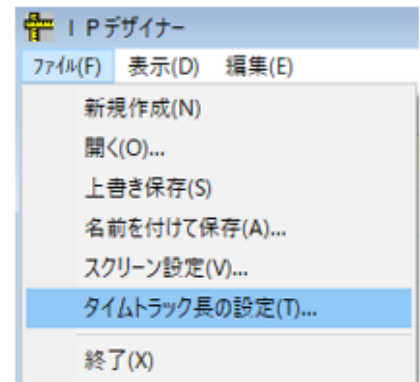 IPデザイナー
ファイル(F) 表示(D) 編集(E)
新規作成(N)
開く(O)...
上書き保存(S)
名前を付けて保存(A)...
スクリーン設定(V)...
タイムトラック長の設定(T)...
終了(X)